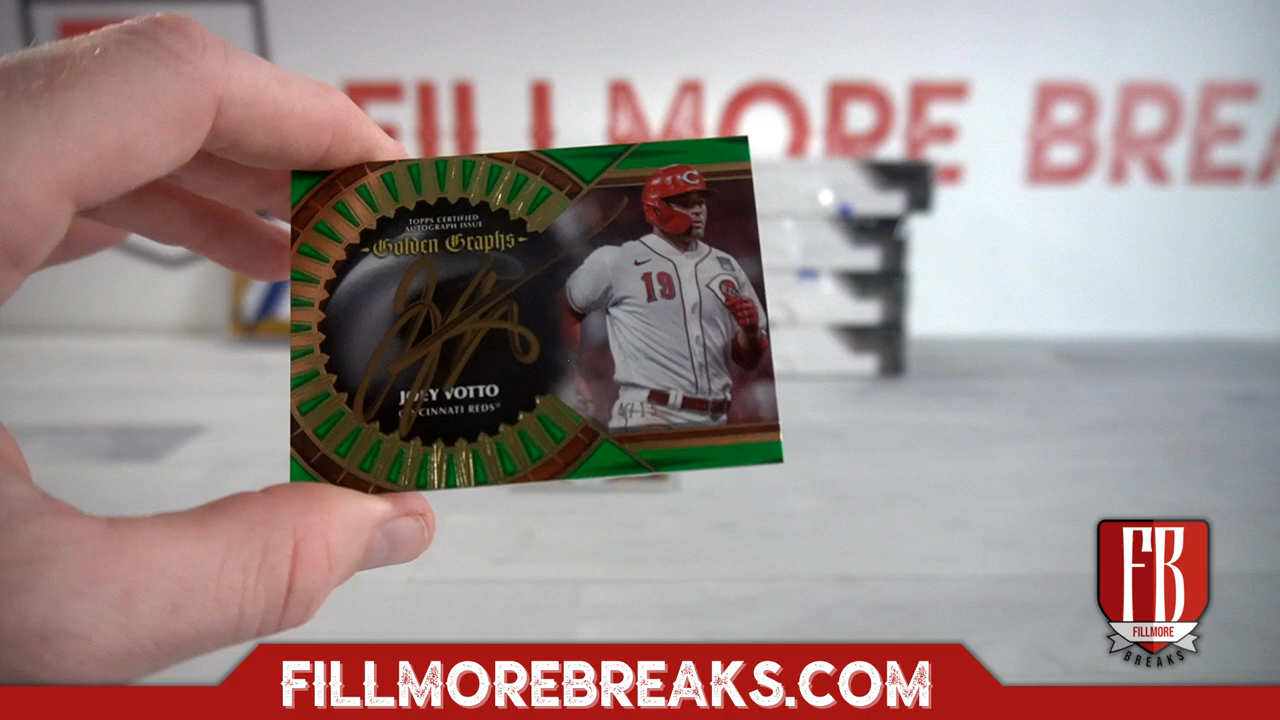 FILLMORE BREA
TOPPS CERTIFIED
AUTOGRAPH ISSUE
Golden Graphs
JOEY VOTTO
CINCINNATI REDS
C
19
FB
FILLMORE
BREAKS
FILLMOREBREAKS.COM